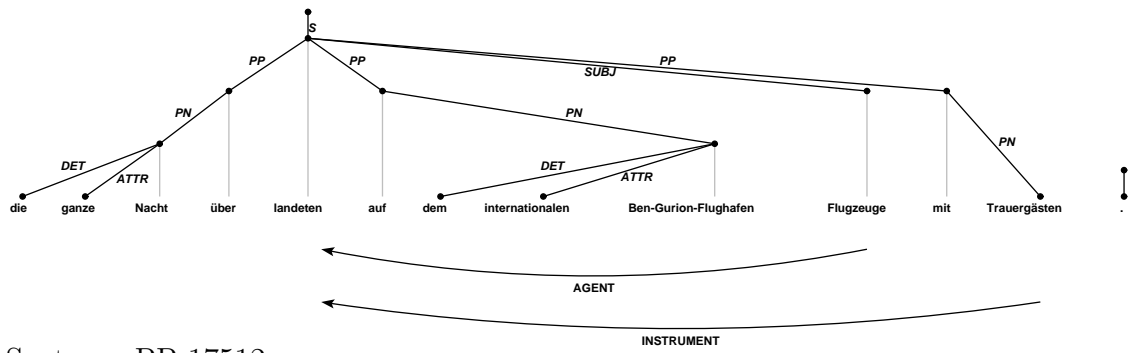 S
PP PP PP
SUBJ
PN PN PN
DET ATTR DET ATTR
die ganze Nacht über landeten auf dem internationalen Ben-Gurion-Flughafen Flugzeuge mit Trauergästen .
AGENT
INSTRUMENT